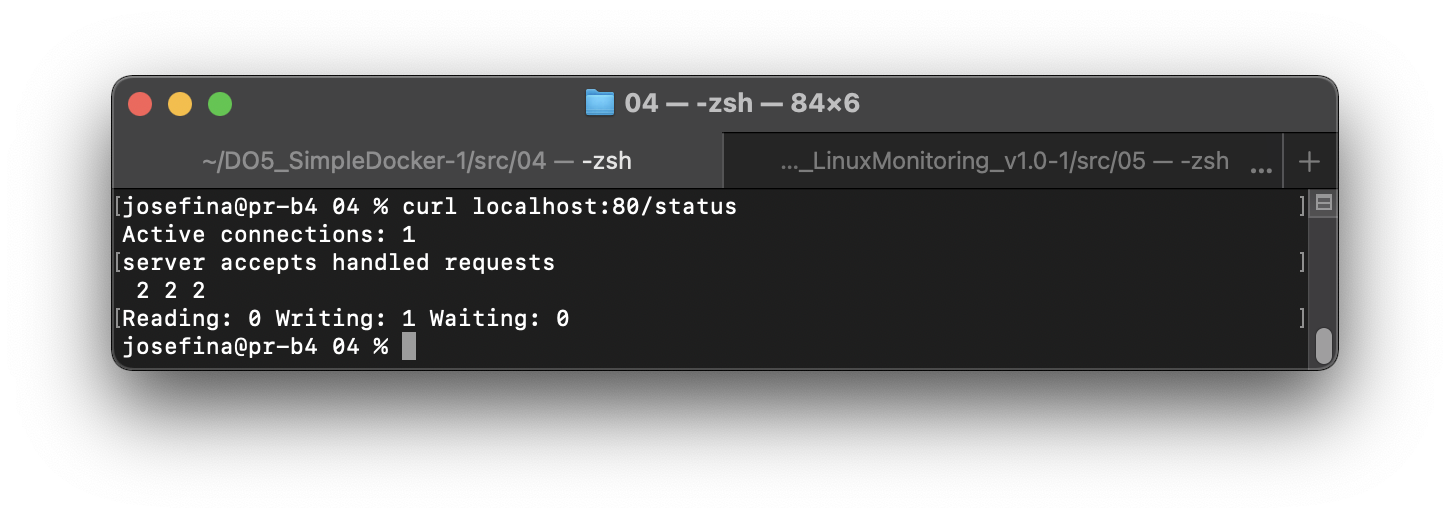 04 — -zsh — 84×6
~/DO5_SimpleDocker-1/src/04 — -zsh
..._LinuxMonitoring_v1.0-1/src/05 — -zsh ...
[josefina@pr-b4 04 % curl localhost:80/status ]
Active connections: 1
[server accepts handled requests ]
2 2 2
[Reading: 0 Writing: 1 Waiting: 0 ]
josefina@pr-b4 04 %